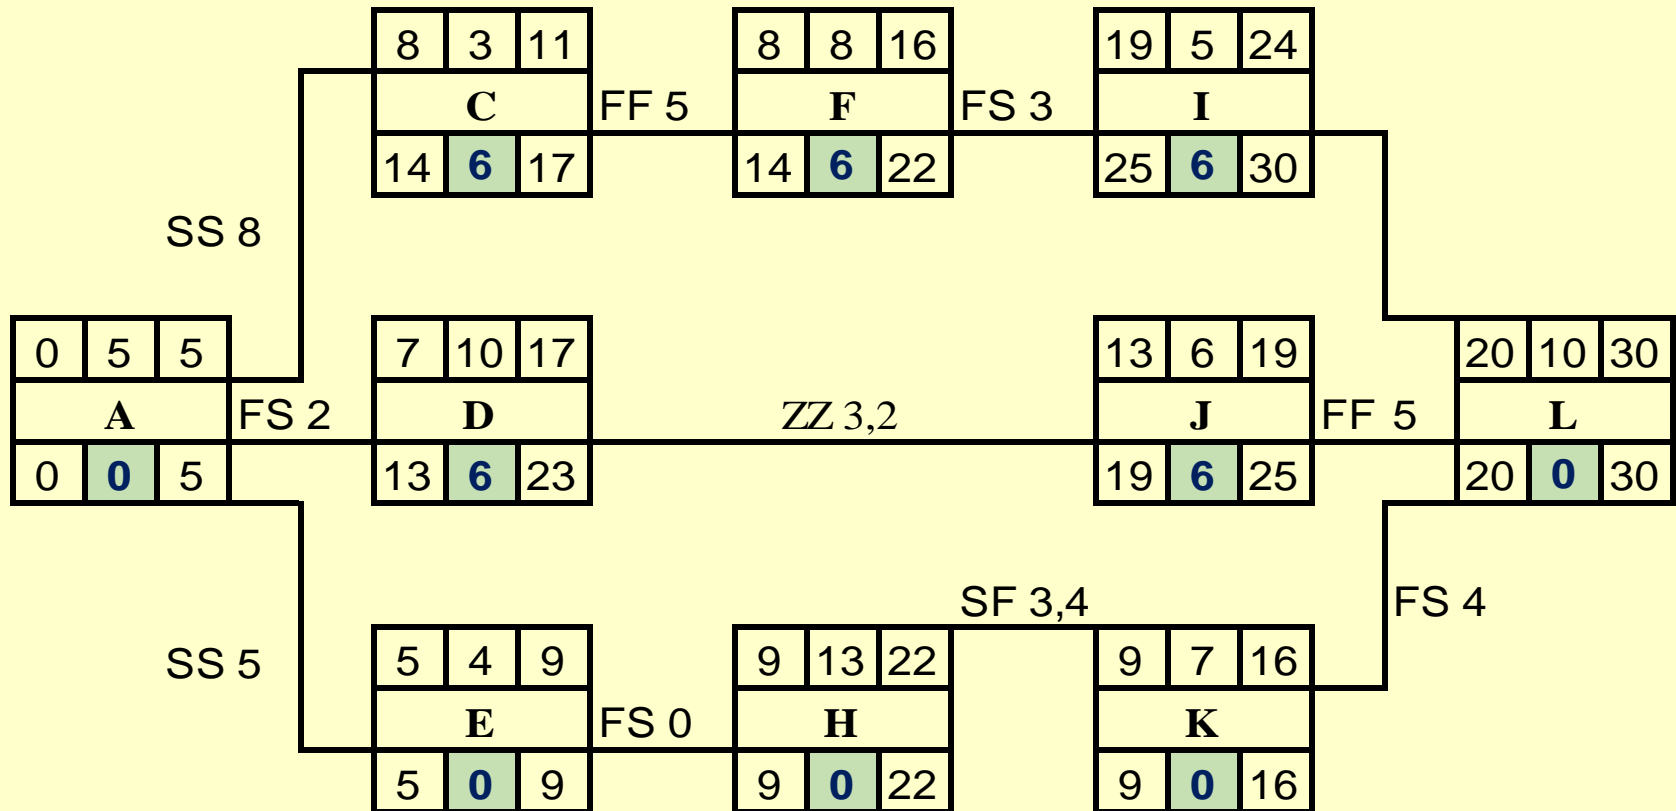 8 3 11
C
14 6 17
FF 5
8 8 16
F
14 6 22
FS 3
19 5 24
I
25 6 30
SS 8
0 5 5
A
0 0 5
FS 2
7 10 17
D
13 6 23
ZZ 3,2
13 6 19
J
19 6 25
FF 5
20 10 30
L
20 0 30
SS 5
5 4 9
E
5 0 9
FS 0
9 13 22
H
9 0 22
SF 3,4
9 7 16
K
9 0 16
FS 4